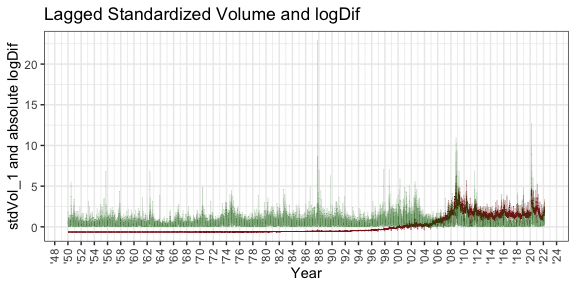 Lagged Standardized Volume and logDif
stdVol_1 and absolute logDif
20
15
10
5
0
'48 '50 '52 '54 '56 '58 '60 '62 '64 '66 '68 '70 '72 '74 '76 '78 '80 '82 '84 '86 '88 '90 '92 '94 '96 '98 '00 '02 '04 '06 '08 '10 '12 '14 '16 '18 '20 '22 '24
Year